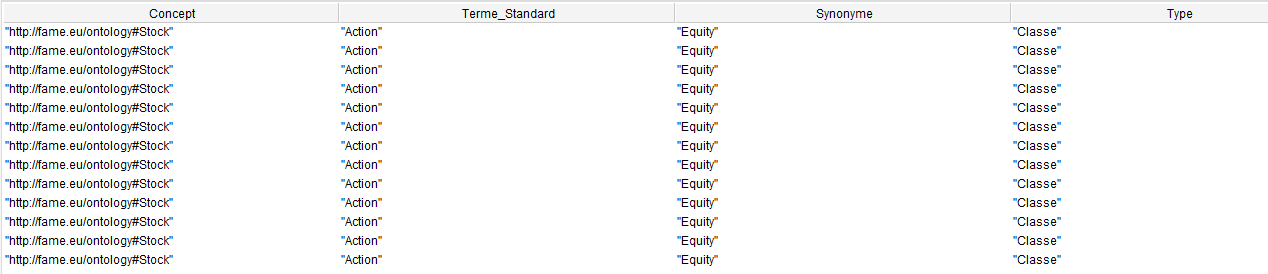 Concept Terme_Standard Synonyme Type
"http://fame.eu/ontology#Stock" "Action" "Equity" "Classe"
"http://fame.eu/ontology#Stock" "Action" "Equity" "Classe"
"http://fame.eu/ontology#Stock" "Action" "Equity" "Classe"
"http://fame.eu/ontology#Stock" "Action" "Equity" "Classe"
"http://fame.eu/ontology#Stock" "Action" "Equity" "Classe"
"http://fame.eu/ontology#Stock" "Action" "Equity" "Classe"
"http://fame.eu/ontology#Stock" "Action" "Equity" "Classe"
"http://fame.eu/ontology#Stock" "Action" "Equity" "Classe"
"http://fame.eu/ontology#Stock" "Action" "Equity" "Classe"
"http://fame.eu/ontology#Stock" "Action" "Equity" "Classe"
"http://fame.eu/ontology#Stock" "Action" "Equity" "Classe"
"http://fame.eu/ontology#Stock" "Action" "Equity" "Classe"
"http://fame.eu/ontology#Stock" "Action" "Equity" "Classe"